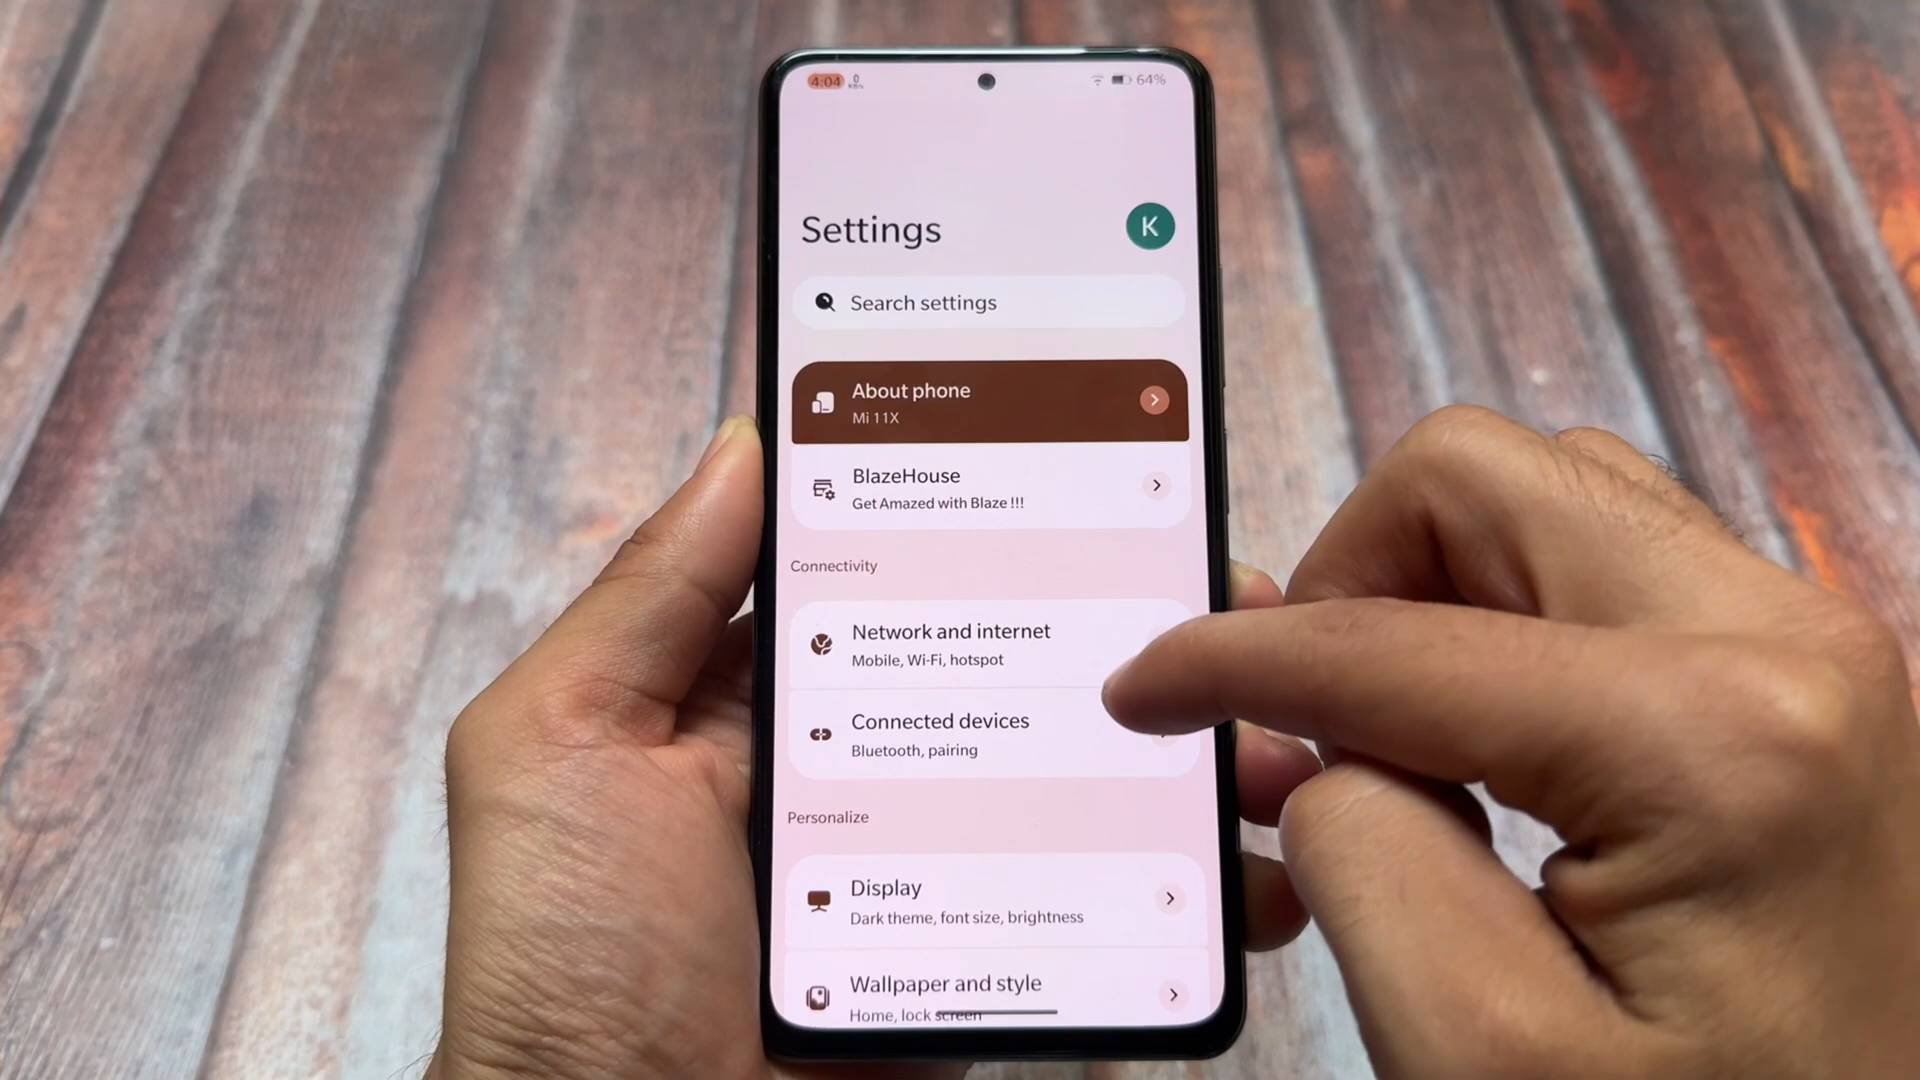 4:04 0 KB/s 64%
Settings
K
Search settings
About phone
Mi 11X
BlazeHouse
Get Amazed with Blaze !!!
Connectivity
Network and internet
Mobile, Wi-Fi, hotspot
Connected devices
Bluetooth, pairing
Personalize
Display
Dark theme, font size, brightness
Wallpaper and style
Home, lock screen